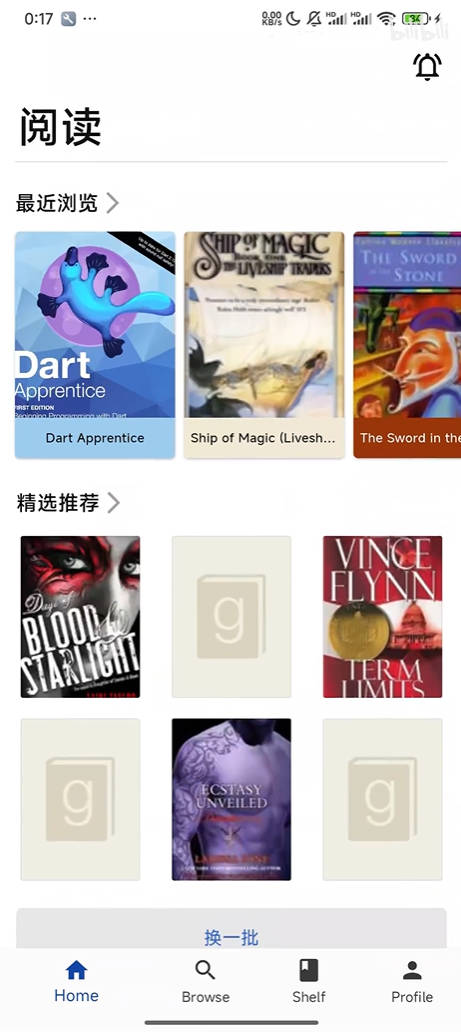 0:17
0.00
KB/s
HD
HD
34
bilibili
阅读
最近浏览
Dart
Apprentice
FIRST EDITION
Beginning Programming with Dart
Dart Apprentice
SHIP OF MAGIC
BOOK ONE
THE LIVESHIP TRADERS
Ship of Magic (Livesh...
THE SWORD
IN THE
STONE
The Sword in the
精选推荐
Days of
BLOOD &
STARLIGHT
LAINI TAYLOR
g
VINCE
FLYNN
TERM
LIMITS
g
ECSTASY
UNVEILED
LARISSA IONE
g
换一批
Home
Browse
Shelf
Profile